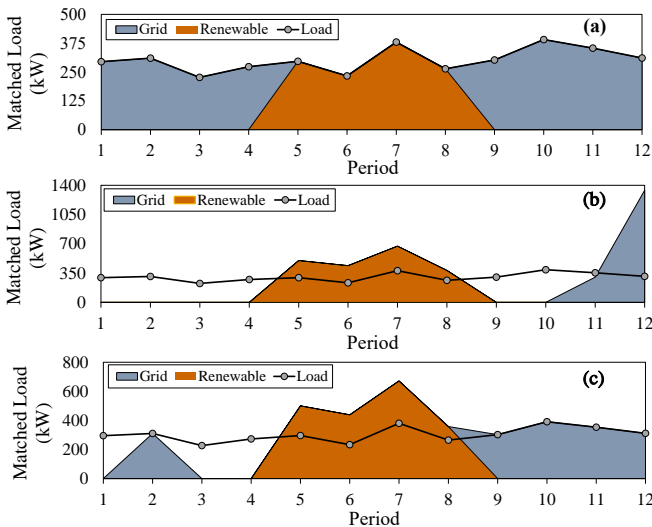 Matched Load
(kW)
500
375
250
125
0
Grid Renewable Load
(a)
1 2 3 4 5 6 7 8 9 10 11 12
Period
Matched Load
(kW)
1400
1050
700
350
0
Grid Renewable Load
(b)
1 2 3 4 5 6 7 8 9 10 11 12
Period
Matched Load
(kW)
800
600
400
200
0
Grid Renewable Load
(c)
1 2 3 4 5 6 7 8 9 10 11 12
Period